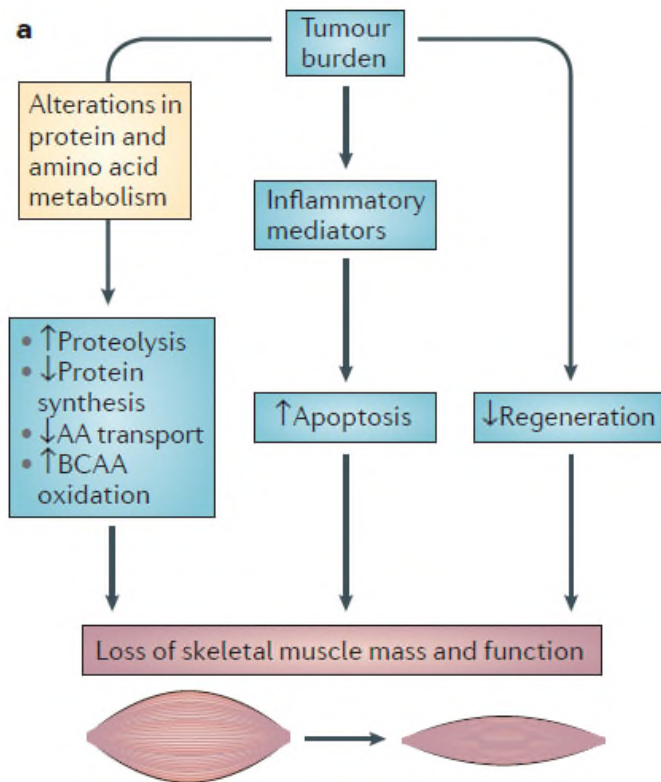 a
Tumour
burden
Alterations in
protein and
amino acid
metabolism
Inflammatory
mediators
• ↑Proteolysis
• ↓Protein
synthesis
• ↓AA transport
• ↑BCAA
oxidation
↑Apoptosis
↓Regeneration
Loss of skeletal muscle mass and function